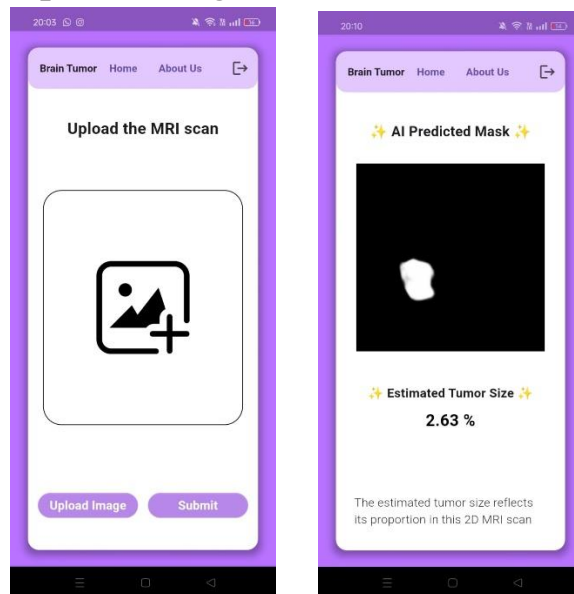 20:03
Brain Tumor Home About Us
Upload the MRI scan
Upload Image Submit
20:10
Brain Tumor Home About Us
✨ AI Predicted Mask ✨
✨ Estimated Tumor Size ✨
2.63 %
The estimated tumor size reflects
its proportion in this 2D MRI scan